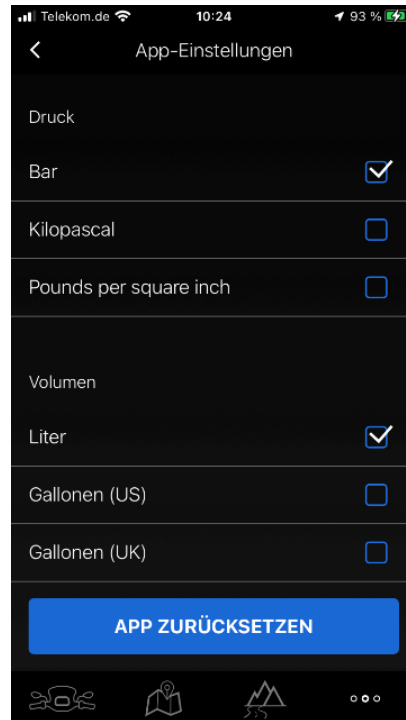 Telekom.de 10:24 93 %
App-Einstellungen
Druck
Bar
Kilopascal
Pounds per square inch
Volumen
Liter
Gallonen (US)
Gallonen (UK)
APP ZURÜCKSETZEN